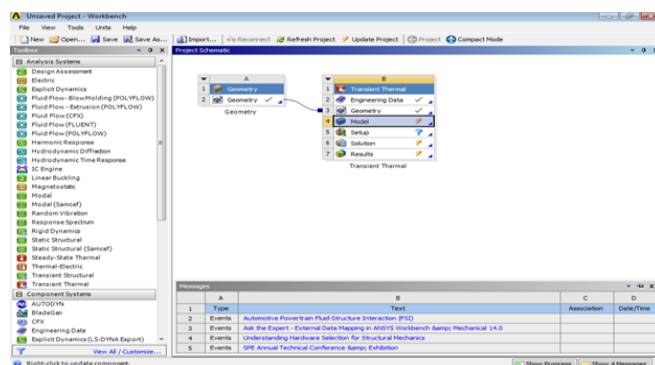 Unsaved Project - Workbench
File View Tools Units Help
New Open... Save Save As... Import... Reconnect Refresh Project Update Project Project Compact Mode
Toolbox
Project Schematic
Analysis Systems
Design Assessment
Electric
Explicit Dynamics
Fluid Flow- BlowMolding (POLYFLOW)
Fluid Flow - Extrusion (POLYFLOW)
Fluid Flow (CFX)
Fluid Flow (FLUENT)
Fluid Flow (POLYFLOW)
Harmonic Response
Hydrodynamic Diffraction
Hydrodynamic Time Response
IC Engine
Linear Buckling
Magnetostatic
Modal
Modal (Samcef)
Random Vibration
Response Spectrum
Rigid Dynamics
Static Structural
Static Structural (Samcef)
Steady-State Thermal
Thermal-Electric
Transient Structural
Transient Thermal
Component Systems
AUTODYN
BladeGen
CFX
Engineering Data
Explicit Dynamics (LS-DYNA Export)
View All / Customize...
A
1 Geometry
2 Geometry
Geometry
B
1 Transient Thermal
2 Engineering Data
3 Geometry
4 Model
5 Setup
6 Solution
7 Results
Transient Thermal
Messages
A B C D
1 Type Text Association Date/Time
2 Events Automotive Powertrain Fluid-Structure Interaction (FSI)
3 Events Ask the Expert - External Data Mapping in ANSYS Workbench &amp; Mechanical 14.0
4 Events Understanding Hardware Selection for Structural Mechanics
5 Events SPE Annual Technical Conference &amp; Exhibition
Right-click to update component.
Show Progress Show 4 Messages